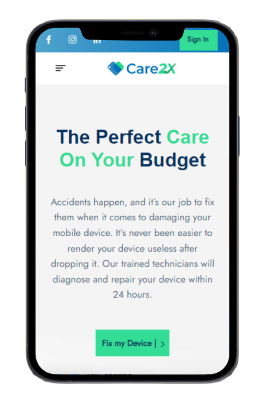 Sign In
Care2X
The Perfect Care
On Your Budget
Accidents happen, and it's our job to fix
them when it comes to damaging your
mobile device. It's never been easier to
render your device useless after
dropping it. Our trained technicians will
diagnose and repair your device within
24 hours.
Fix my Device |